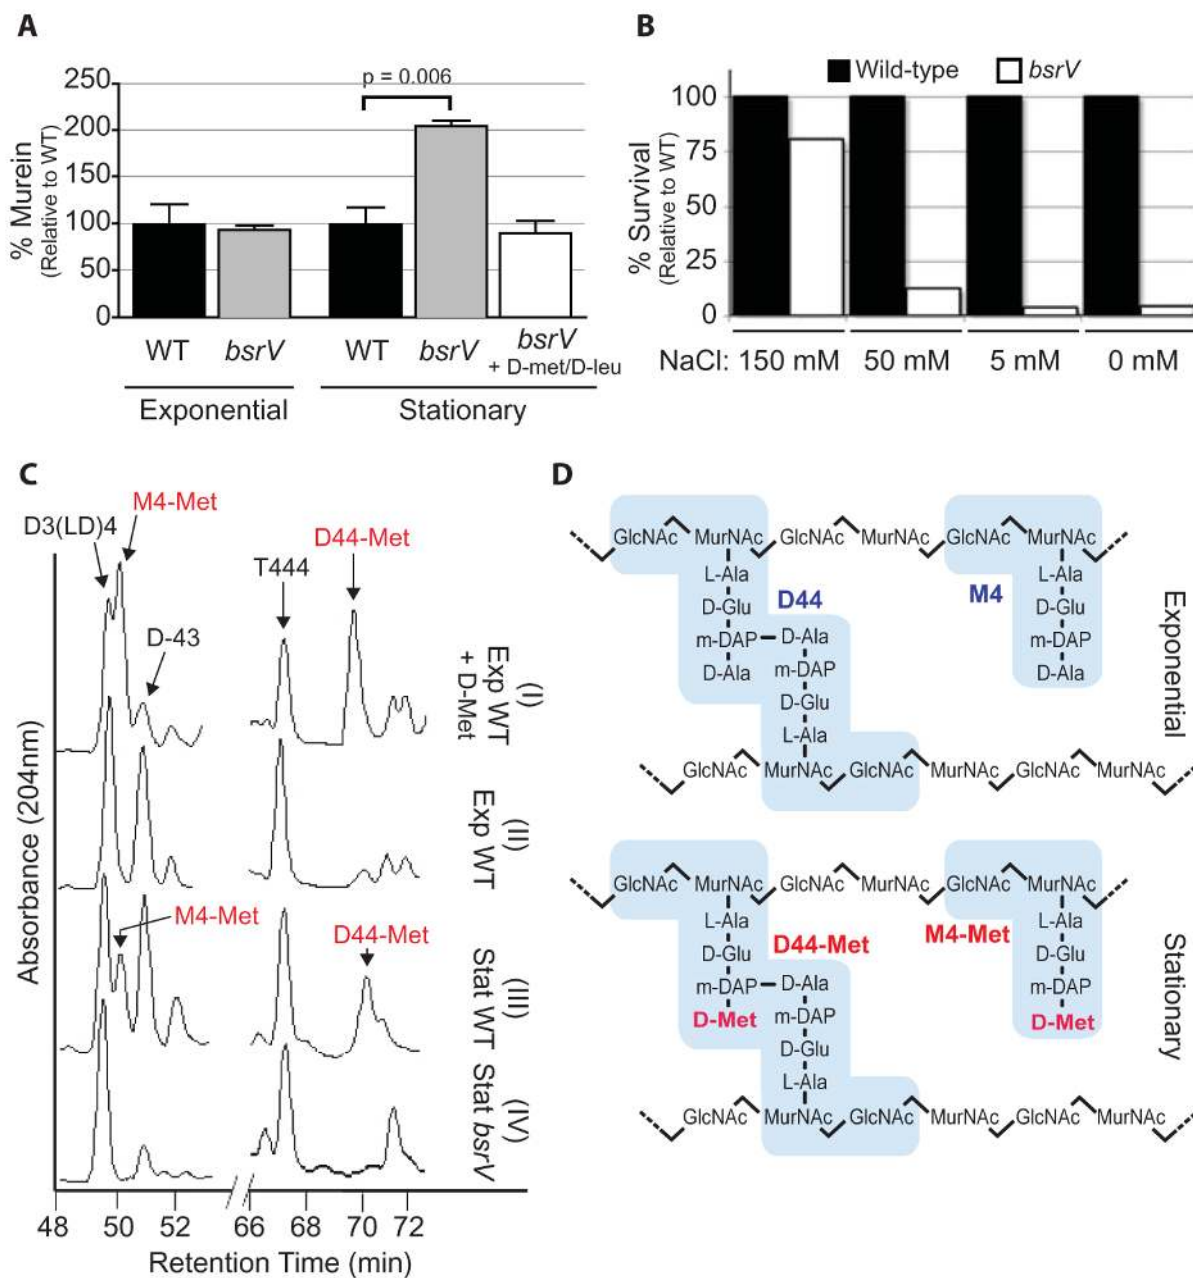 A
% Murein
(Relative to WT)
250
200
150
100
50
0
p = 0.006
WT
bsrV
WT
bsrV
bsrV
+ D-met/D-leu
Exponential
Stationary
B
Wild-type
bsrV
% Survival
(Relative to WT)
100
75
50
25
0
NaCl: 150 mM 50 mM 5 mM 0 mM
C
M4-Met
D3(LD)4
D44-Met
T444
D-43
(I)
Exp WT
+ D-Met
(II)
Exp WT
M4-Met
D44-Met
(III)
Stat WT
(IV)
Stat bsrV
Absorbance (204nm)
48 50 52 66 68 70 72
Retention Time (min)
D
GlcNAc MurNAc GlcNAc MurNAc GlcNAc MurNAc
L-Ala
D-Glu
m-DAP
D-Ala
D44
D-Ala
m-DAP
D-Glu
L-Ala
M4
L-Ala
D-Glu
m-DAP
D-Ala
GlcNAc MurNAc GlcNAc MurNAc GlcNAc MurNAc
Exponential
GlcNAc MurNAc GlcNAc MurNAc GlcNAc MurNAc
L-Ala
D-Glu
m-DAP
D-Met
D44-Met
D-Ala
m-DAP
D-Glu
L-Ala
M4-Met
L-Ala
D-Glu
m-DAP
D-Met
GlcNAc MurNAc GlcNAc MurNAc GlcNAc MurNAc
Stationary